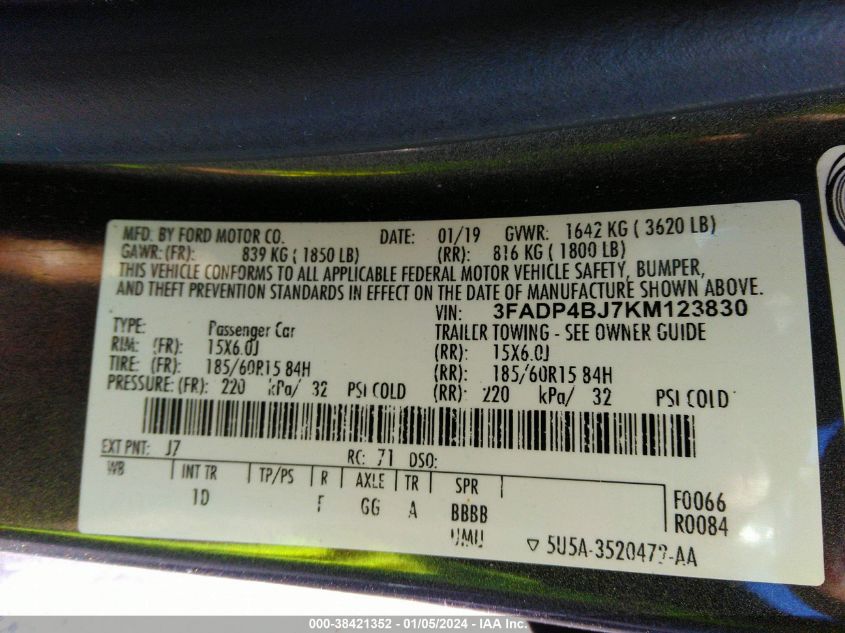 MFD. BY FORD MOTOR CO. DATE: 01/19 GVWR: 1642 KG ( 3620 LB)
GAWR: (FR): 839 KG ( 1850 LB) (RR): 816 KG ( 1800 LB)
THIS VEHICLE CONFORMS TO ALL APPLICABLE FEDERAL MOTOR VEHICLE SAFETY, BUMPER,
AND THEFT PREVENTION STANDARDS IN EFFECT ON THE DATE OF MANUFACTURE SHOWN ABOVE.
VIN: 3FADP4BJ7KM123830
TYPE: Passenger Car TRAILER TOWING - SEE OWNER GUIDE
RIM: (FR): 15X6.0J (RR): 15X6.0J
TIRE: (FR): 185/60R15 84H (RR): 185/60R15 84H
PRESSURE: (FR): 220 kPa/ 32 PSI COLD (RR): 220 kPa/ 32 PSI COLD
EXT PNT: J7 RC: 71 DSO:
WB INT TR TP/PS R AXLE TR SPR
1D F GG A BBBB F0066
UMU R0084
▽ 5U5A-3520472-AA
000-38421352 - 01/05/2024 - IAA Inc.